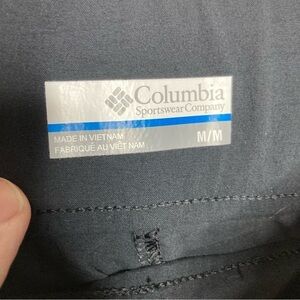 Columbia
Sportswear Company
MADE IN VIETNAM
FABRIQUÉ AU VIÊT NAM
M/M